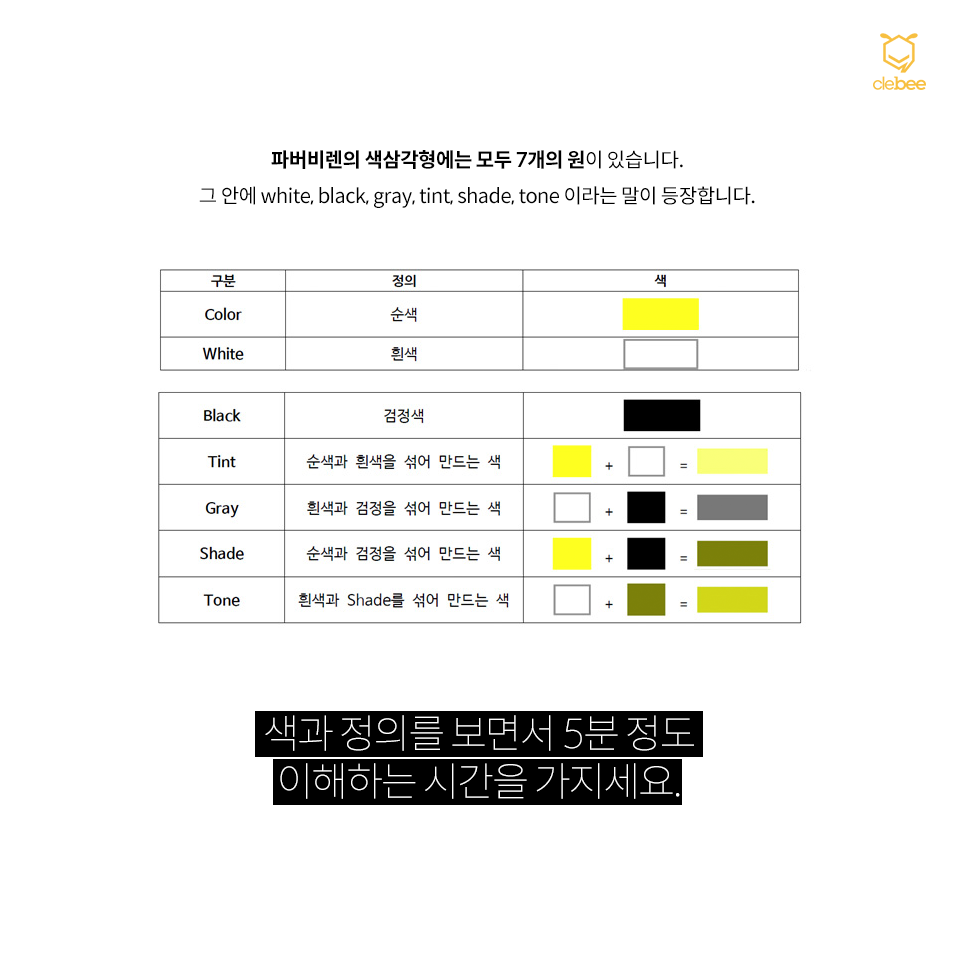 clebee
파버비렌의 색삼각형에는 모두 7개의 원이 있습니다.
그 안에 white, black, gray, tint, shade, tone 이라는 말이 등장합니다.
구분 정의 색
Color 순색
White 흰색
Black 검정색
Tint 순색과 흰색을 섞어 만드는 색 + =
Gray 흰색과 검정을 섞어 만드는 색 + =
Shade 순색과 검정을 섞어 만드는 색 + =
Tone 흰색과 Shade를 섞어 만드는 색 + =
색과 정의를 보면서 5분 정도
이해하는 시간을 가지세요.